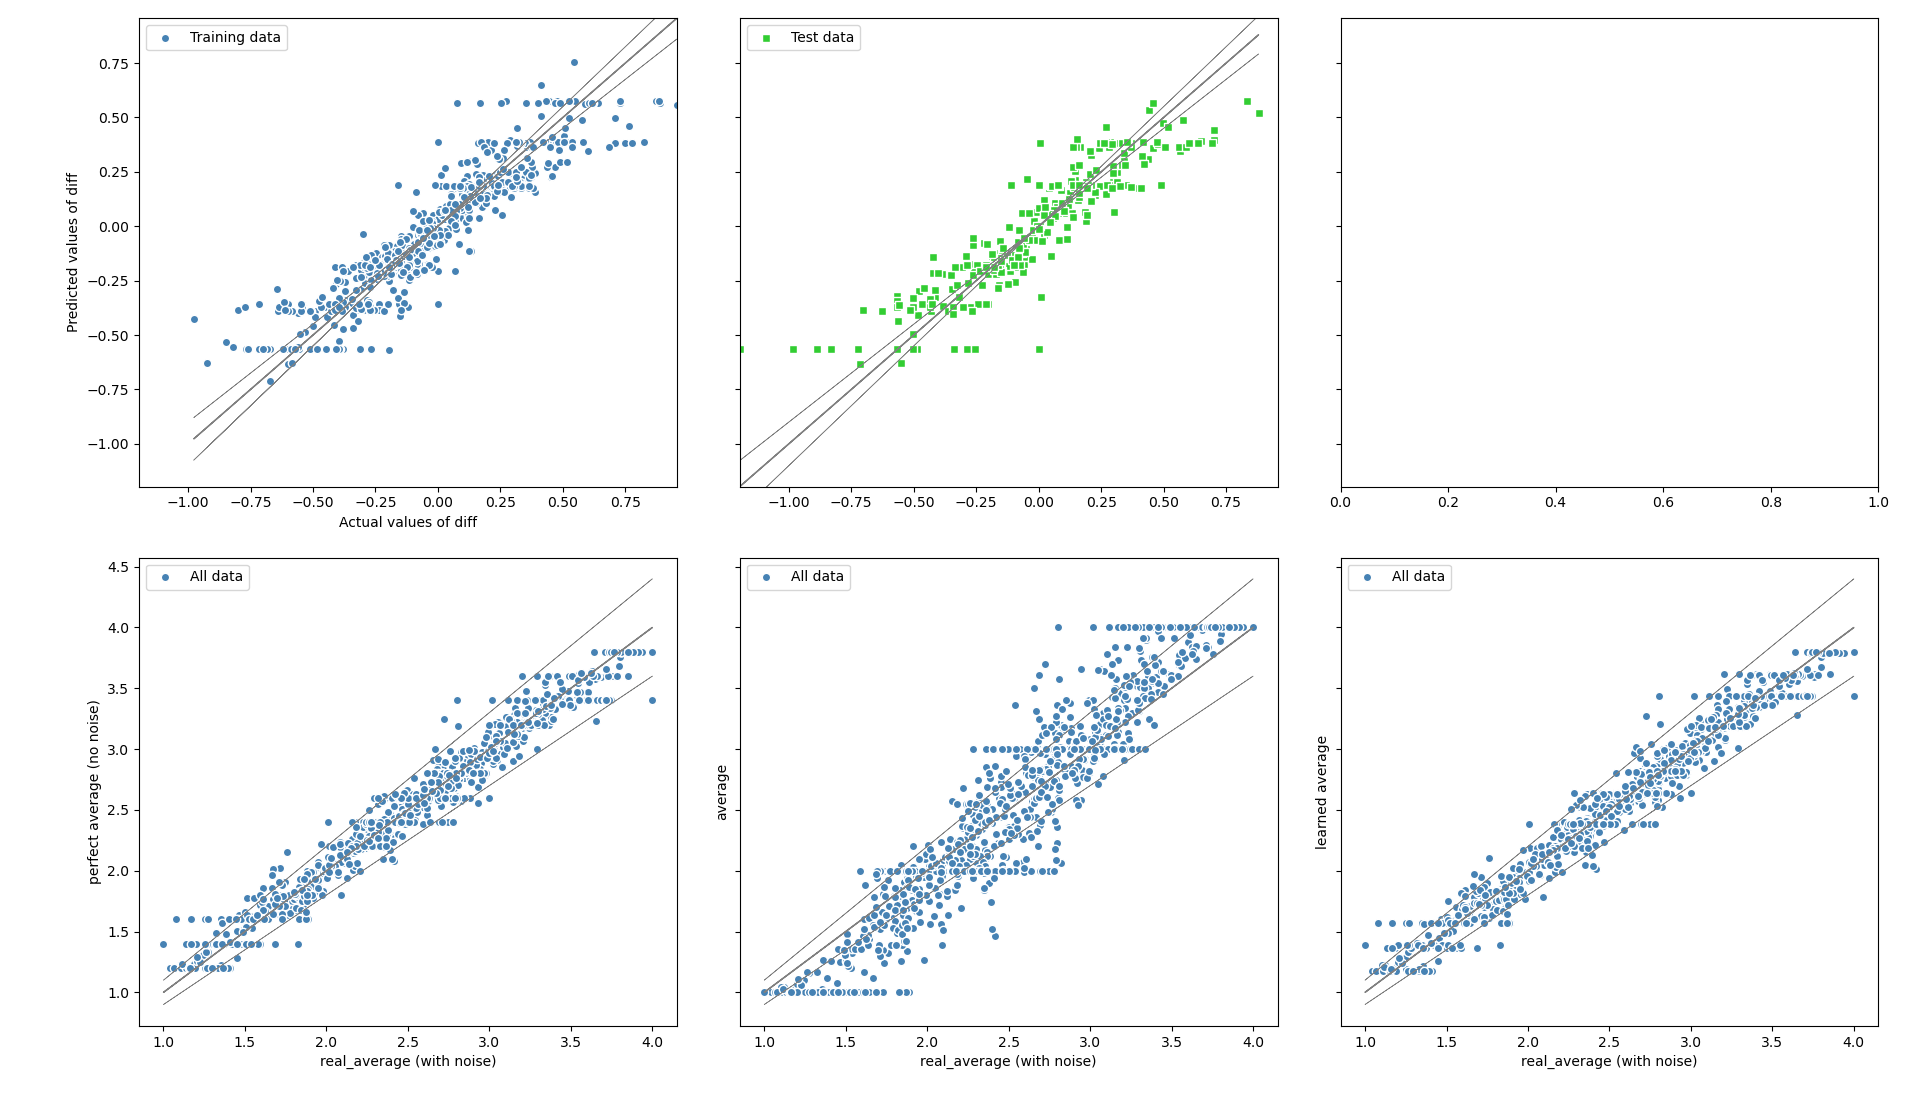 Training data
0.75
0.50
0.25
0.00
−0.25
−0.50
−0.75
−1.00
Predicted values of diff
−1.00 −0.75 −0.50 −0.25 0.00 0.25 0.50 0.75
Actual values of diff
Test data
−1.00 −0.75 −0.50 −0.25 0.00 0.25 0.50 0.75
0.0 0.2 0.4 0.6 0.8 1.0
All data
4.5
4.0
3.5
3.0
2.5
2.0
1.5
1.0
perfect average (no noise)
1.0 1.5 2.0 2.5 3.0 3.5 4.0
real_average (with noise)
All data
average
1.0 1.5 2.0 2.5 3.0 3.5 4.0
real_average (with noise)
All data
learned average
1.0 1.5 2.0 2.5 3.0 3.5 4.0
real_average (with noise)